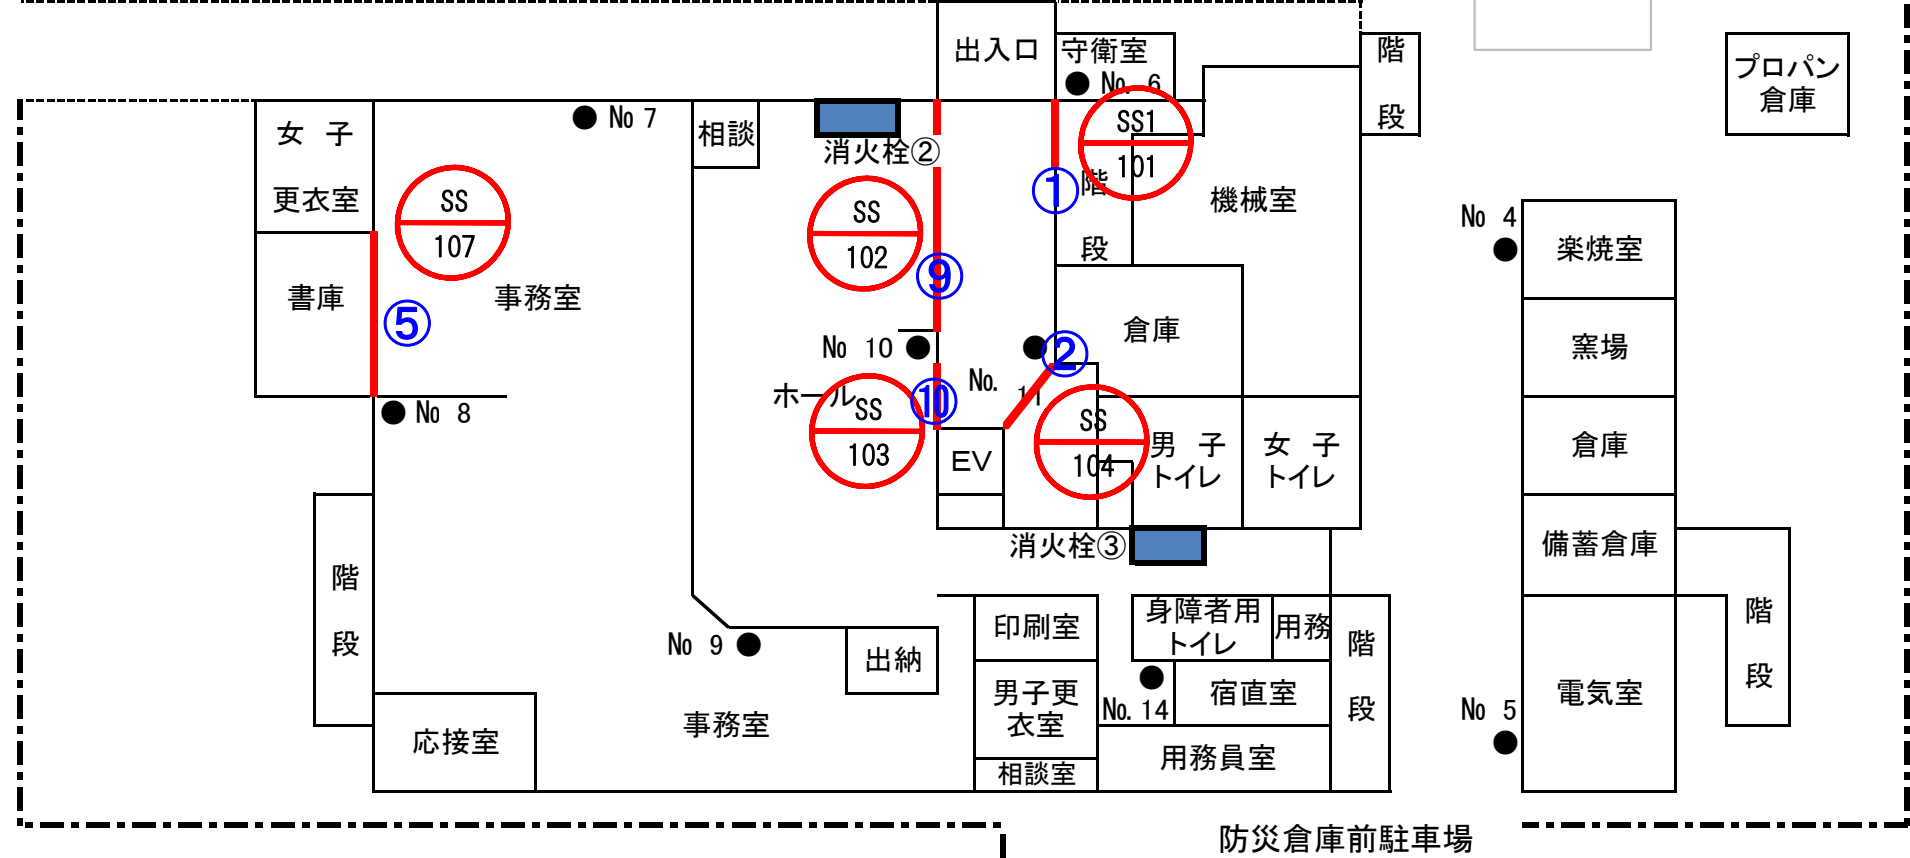 出入口
守衛室
● No. 6
階
段
プロパン
倉庫
女 子
更衣室
● No 7
相談
消火栓②
SS1
101
①
階
段
機械室
SS
107
SS
102
No 4
●
楽焼室
書庫
⑤
事務室
⑨
倉庫
窯場
No 10 ●
● ②
No.
11
ホール
SS
103
⑩
● No 8
SS
104
男 子
トイレ
女 子
トイレ
倉庫
EV
消火栓③
備蓄倉庫
階
段
印刷室
身障者用
トイレ
用務
階
段
階
段
No 9 ●
出納
男子更
衣室
●
No. 14
宿直室
電気室
No 5
●
応接室
事務室
相談室
用務員室
防災倉庫前駐車場